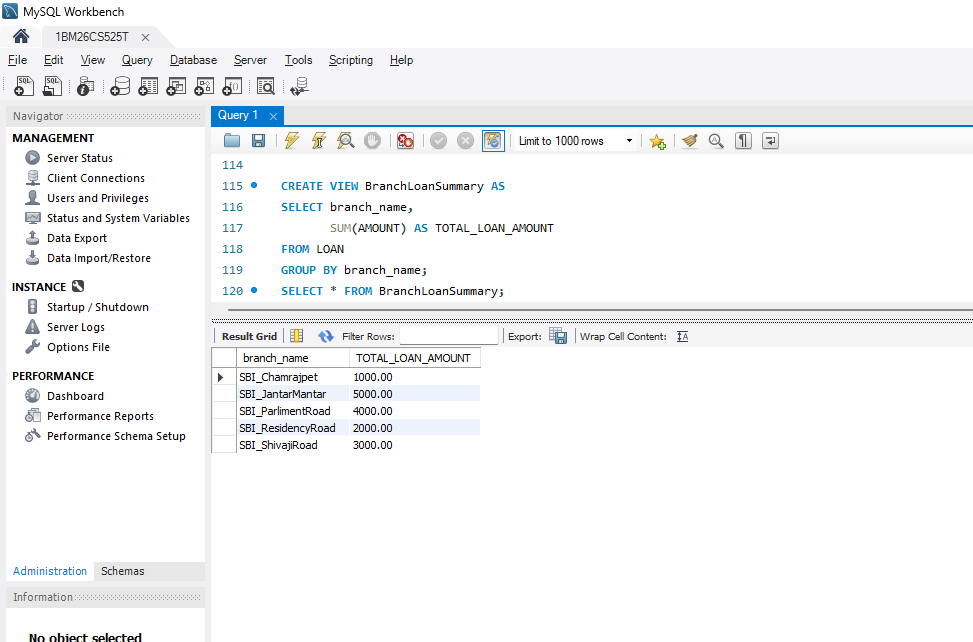 MySQL Workbench
1BM26CS525T
File Edit View Query Database Server Tools Scripting Help
Navigator
MANAGEMENT
Server Status
Client Connections
Users and Privileges
Status and System Variables
Data Export
Data Import/Restore
INSTANCE
Startup / Shutdown
Server Logs
Options File
PERFORMANCE
Dashboard
Performance Reports
Performance Schema Setup
Administration Schemas
Information
No object selected
Query 1
Limit to 1000 rows
114
115 CREATE VIEW BranchLoanSummary AS
116 SELECT branch_name,
117 SUM(AMOUNT) AS TOTAL_LOAN_AMOUNT
118 FROM LOAN
119 GROUP BY branch_name;
120 SELECT * FROM BranchLoanSummary;
Result Grid Filter Rows: Export: Wrap Cell Content:
branch_name TOTAL_LOAN_AMOUNT
SBI_Chamrajpet 1000.00
SBI_JantarMantar 5000.00
SBI_ParlimentRoad 4000.00
SBI_ResidencyRoad 2000.00
SBI_ShivajiRoad 3000.00